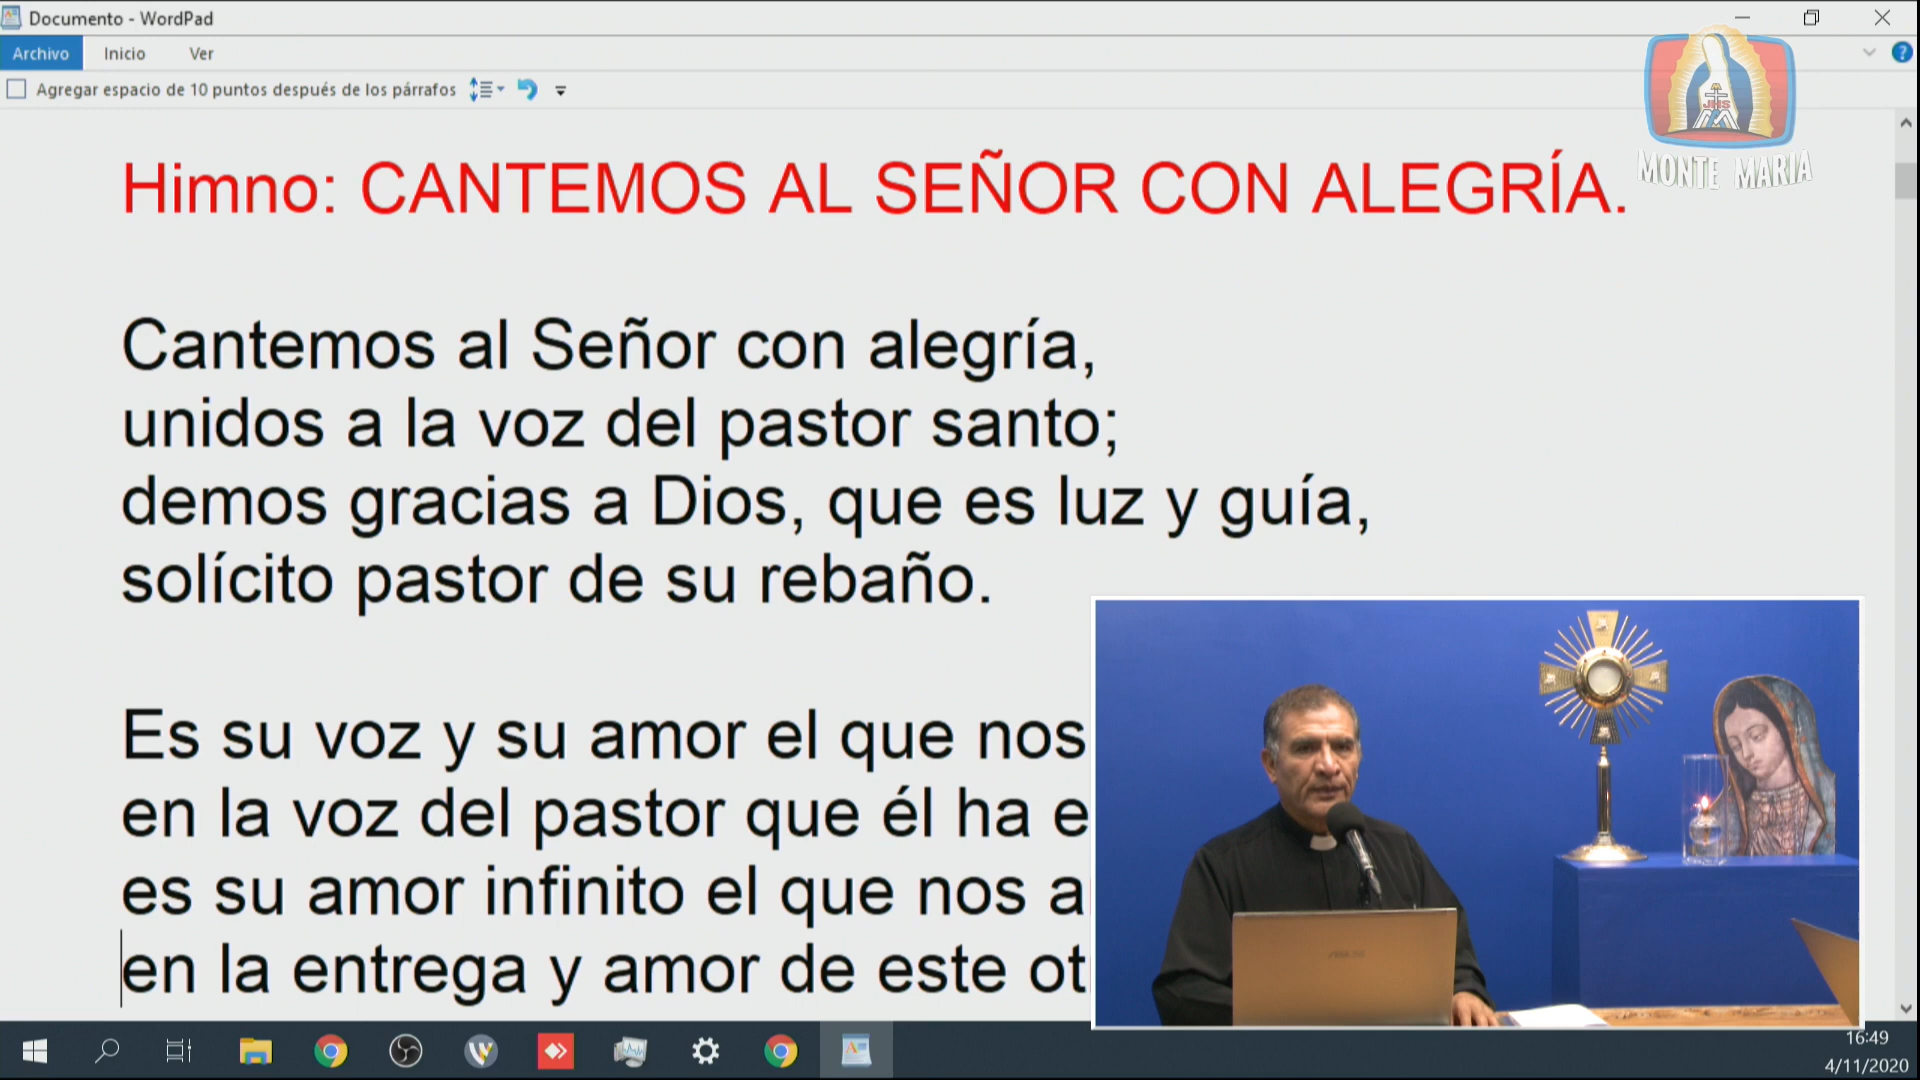 Documento - WordPad
Archivo Inicio Ver
Agregar espacio de 10 puntos después de los párrafos
JHS
MONTE MARIA
Himno: CANTEMOS AL SEÑOR CON ALEGRÍA.
Cantemos al Señor con alegría,
unidos a la voz del pastor santo;
demos gracias a Dios, que es luz y guía,
solícito pastor de su rebaño.
Es su voz y su amor el que nos
en la voz del pastor que él ha e
es su amor infinito el que nos a
en la entrega y amor de este ot
ASUS
16:49
4/11/2020